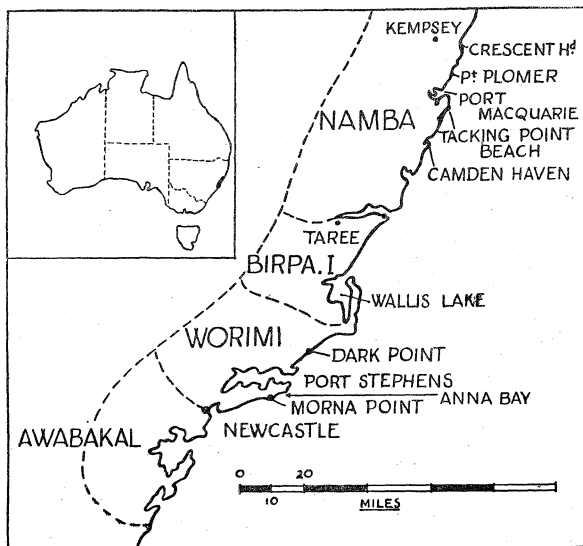 KEMPSEY
CRESCENT Hd
Pt PLOMER
PORT
MACQUARIE
NAMBA
TACKING POINT
BEACH
CAMDEN HAVEN
TAREE
BIRPA.I
WALLIS LAKE
WORIMI
DARK POINT
PORT STEPHENS
ANNA BAY
MORNA POINT
AWABAKAL
NEWCASTLE
0 20
10 MILES